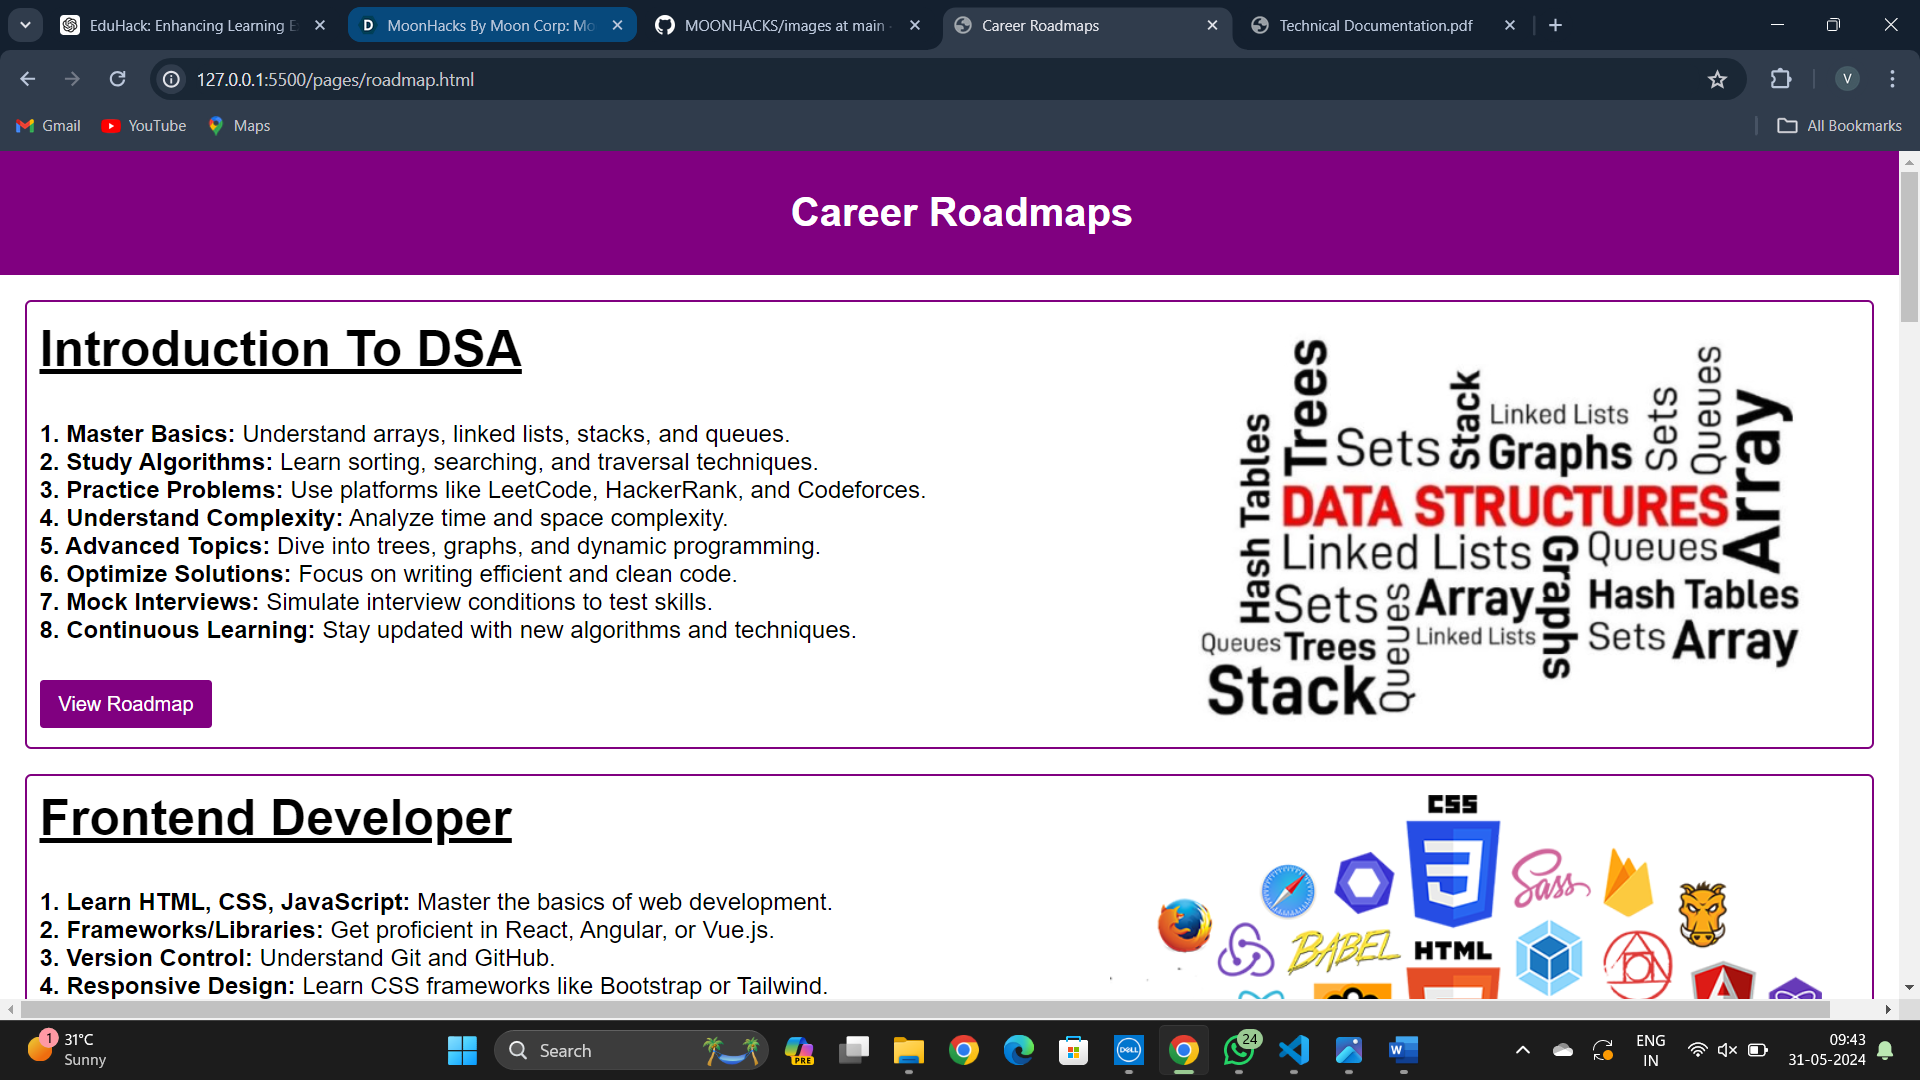 EduHack: Enhancing Learning E
MoonHacks By Moon Corp: Mo
MOONHACKS/images at main
Career Roadmaps
Technical Documentation.pdf
127.0.0.1:5500/pages/roadmap.html
V
Gmail
YouTube
Maps
All Bookmarks
Career Roadmaps
Introduction To DSA
1. Master Basics: Understand arrays, linked lists, stacks, and queues.
2. Study Algorithms: Learn sorting, searching, and traversal techniques.
3. Practice Problems: Use platforms like LeetCode, HackerRank, and Codeforces.
4. Understand Complexity: Analyze time and space complexity.
5. Advanced Topics: Dive into trees, graphs, and dynamic programming.
6. Optimize Solutions: Focus on writing efficient and clean code.
7. Mock Interviews: Simulate interview conditions to test skills.
8. Continuous Learning: Stay updated with new algorithms and techniques.
View Roadmap
Hash Tables
Trees
Sets
Stack
Linked Lists
Graphs
Sets
Queues
Array
DATA STRUCTURES
Linked Lists
Graphs
Queues
Sets
Queues
Array
Hash Tables
Queues
Trees
Linked Lists
Sets
Array
Stack
Frontend Developer
1. Learn HTML, CSS, JavaScript: Master the basics of web development.
2. Frameworks/Libraries: Get proficient in React, Angular, or Vue.js.
3. Version Control: Understand Git and GitHub.
4. Responsive Design: Learn CSS frameworks like Bootstrap or Tailwind.
CSS
Sass
BABEL
HTML
1
31°C
Sunny
Search
PRE
DELL
24
ENG
IN
09:43
31-05-2024